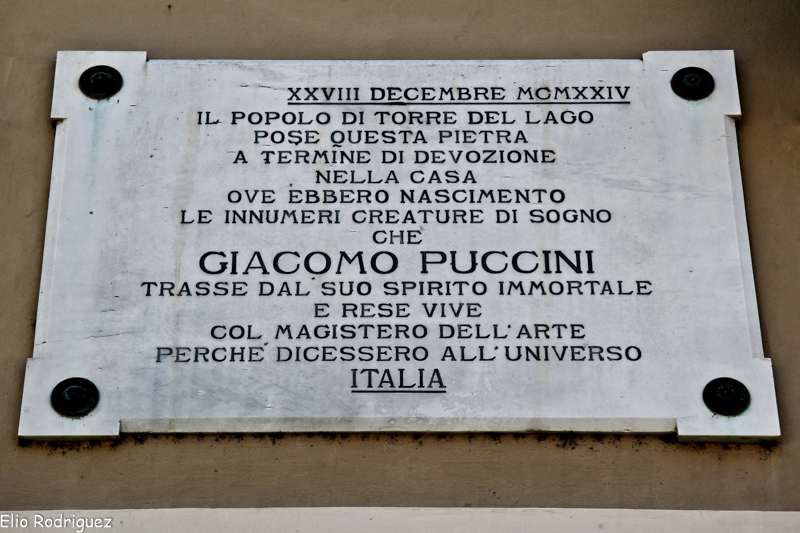 XXVIII DECEMBRE MCMXXIV
IL POPOLO DI TORRE DEL LAGO
POSE QUESTA PIETRA
A TERMINE DI DEVOZIONE
NELLA CASA
OVE EBBERO NASCIMENTO
LE INNUMERI CREATURE DI SOGNO
CHE
GIACOMO PUCCINI
TRASSE DAL SUO SPIRITO IMMORTALE
E RESE VIVE
COL MAGISTERO DELL'ARTE
PERCHE DICESSERO ALL'UNIVERSO
ITALIA
Elio Rodriguez